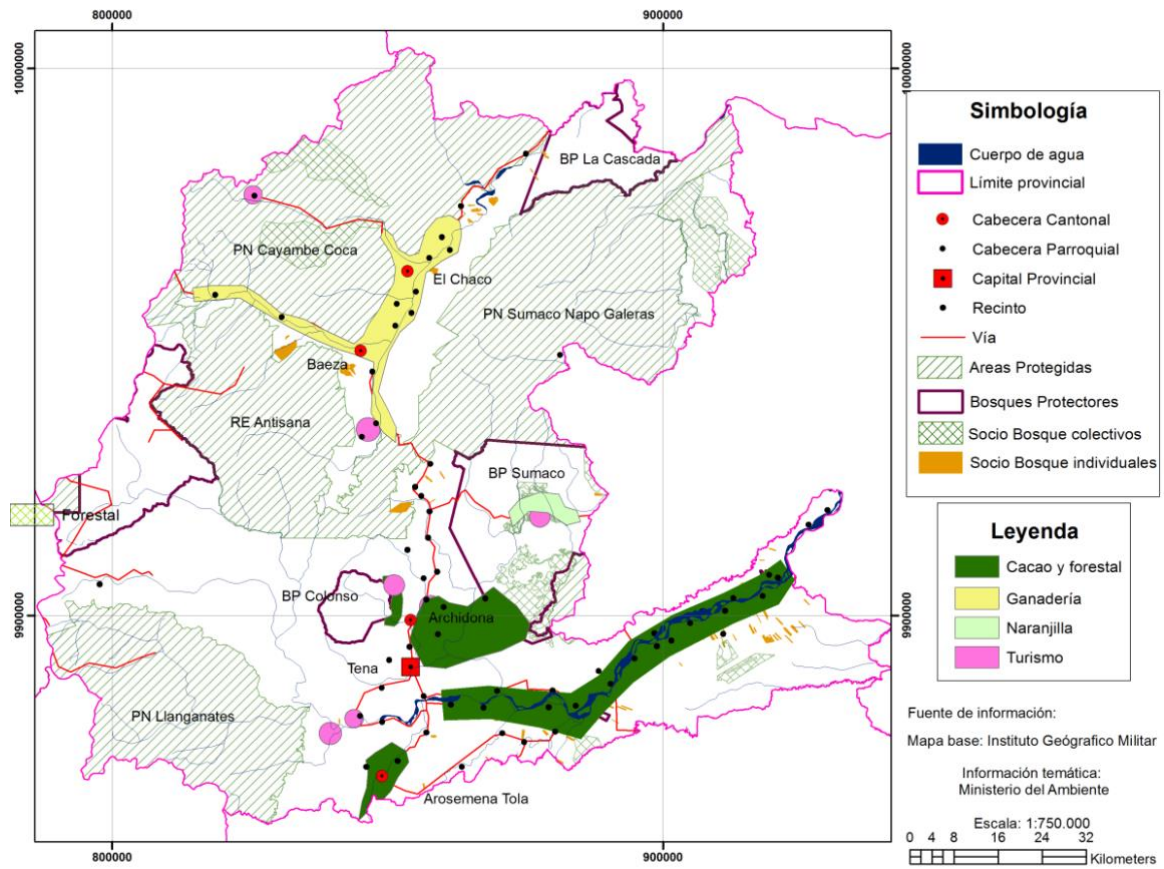 800000
900000
10000000
10000000
BP La Cascada
PN Cayambe Coca
El Chaco
PN Sumaco Napo Galeras
Baeza
RE Antisana
BP Sumaco
Forestal
BP Colonso
Archidona
9900000
9900000
Tena
PN Llanganates
Arosemena Tola
800000
900000
Simbología
Cuerpo de agua
Límite provincial
Cabecera Cantonal
Cabecera Parroquial
Capital Provincial
Recinto
Vía
Areas Protegidas
Bosques Protectores
Socio Bosque colectivos
Socio Bosque individuales
Leyenda
Cacao y forestal
Ganadería
Naranjilla
Turismo
Fuente de información:
Mapa base: Instituto Geógrafico Militar
Información temática:
Ministerio del Ambiente
Escala: 1:750.000
0 4 8 16 24 32
Kilometers